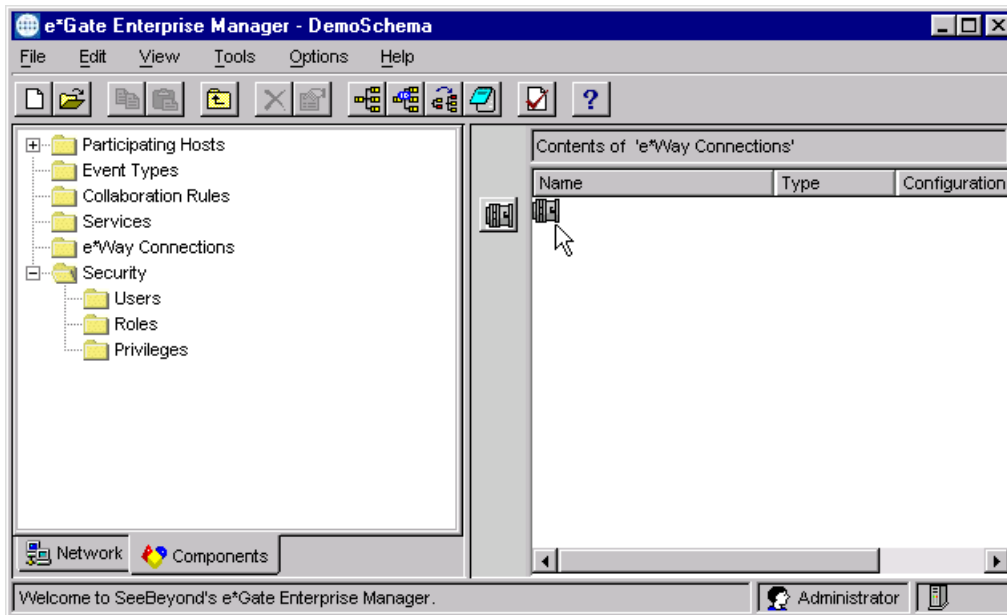 e*Gate Enterprise Manager - DemoSchema
File Edit View Tools Options Help
?
Participating Hosts
Event Types
Collaboration Rules
Services
e*Way Connections
Security
Users
Roles
Privileges
Network Components
Contents of 'e*Way Connections'
Name Type Configuration
Welcome to SeeBeyond's e*Gate Enterprise Manager. Administrator